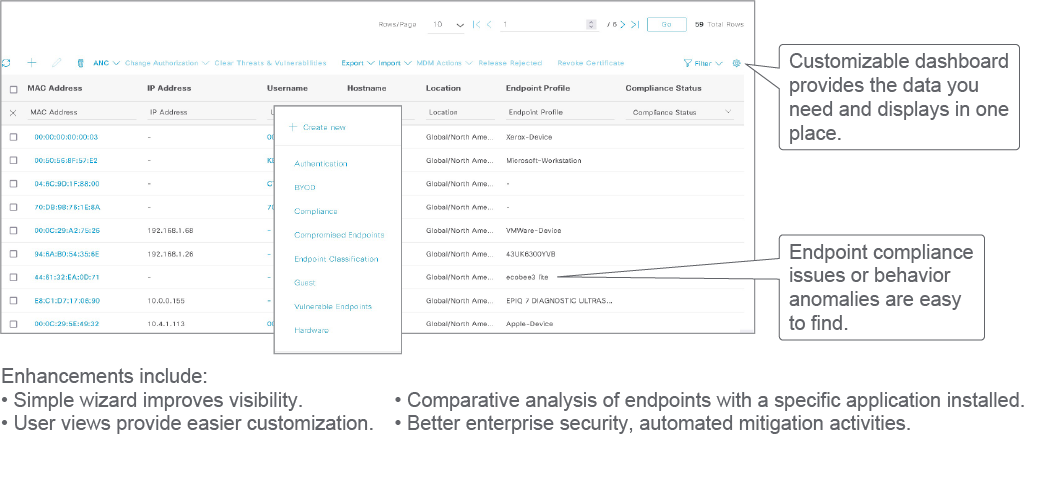 Rows/Page 10 1 / 6 Go 59 Total Rows
ANC Change Authorization Clear Threats & Vulnerabilities Export Import MDM Actions Release Rejected Revoke Certificate Filter
MAC Address IP Address Username Hostname Location Endpoint Profile Compliance Status
MAC Address IP Address Location Endpoint Profile Compliance Status
00:00:00:00:00:03 - Global/North Ame... Xerox-Device
00:50:56:8F:57:E2 - Global/North Ame... Microsoft-Workstation
04:6C:9D:1F:88:00 - Global/North Ame... -
70:DB:98:76:1E:8A - Global/North Ame... -
00:0C:29:A2:75:26 192.168.1.68 - Global/North Ame... VMWare-Device
94:6A:B0:54:35:6E 192.168.1.26 - Global/North Ame... 43UK6300YVB
44:61:32:EA:0D:71 - - Global/North Ame... ecobee3 lite
E8:C1:D7:17:06:90 10.0.0.155 - Global/North Ame... EPIQ 7 DIAGNOSTIC ULTRAS...
00:0C:29:5E:49:32 10.4.1.113 Global/North Ame... Apple-Device
Create new
Authentication
BYOD
Compliance
Compromised Endpoints
Endpoint Classification
Guest
Vulnerable Endpoints
Hardware
Customizable dashboard
provides the data you
need and displays in one
place.
Endpoint compliance
issues or behavior
anomalies are easy
to find.
Enhancements include:
• Simple wizard improves visibility.
• User views provide easier customization.
• Comparative analysis of endpoints with a specific application installed.
• Better enterprise security, automated mitigation activities.